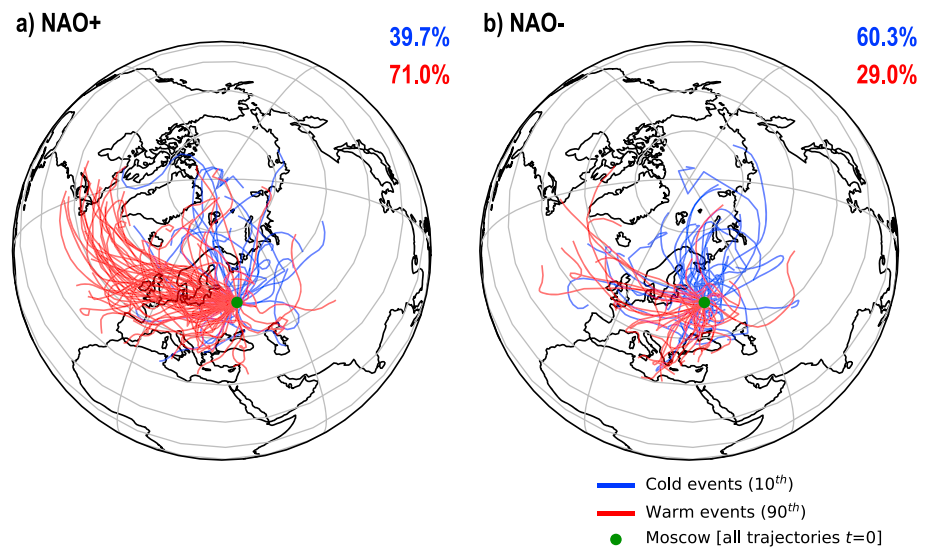 a) NAO+
39.7%
71.0%
b) NAO-
60.3%
29.0%
Cold events (10th)
Warm events (90th)
Moscow [all trajectories t=0]